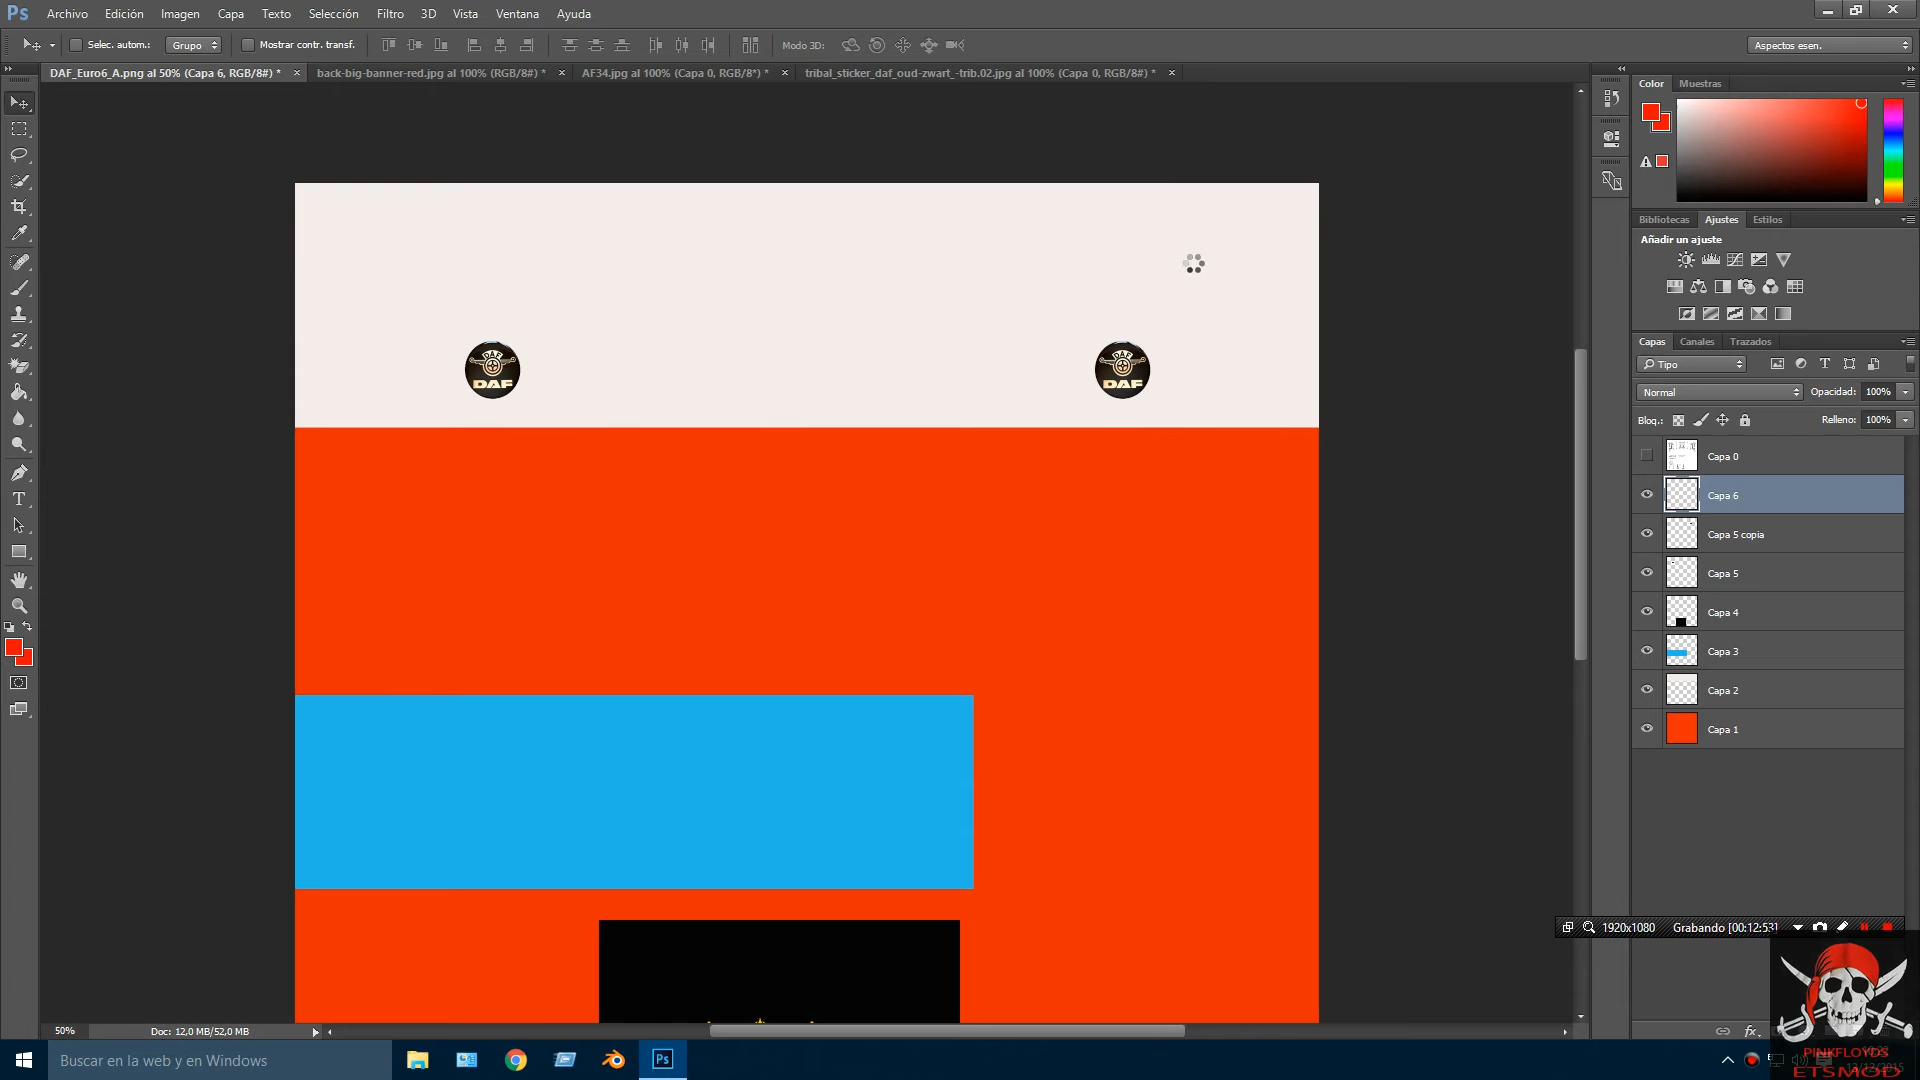 Ps Archivo Edición Imagen Capa Texto Selección Filtro 3D Vista Ventana Ayuda
Selec. autom.: Grupo Mostrar contr. transf. Modo 3D: Aspectos esen.
DAF_Euro6_A.png al 50% (Capa 6, RGB/8#) * back-big-banner-red.jpg al 100% (RGB/8#) * AF34.jpg al 100% (Capa 0, RGB/8*) * tribal_sticker_daf_oud-zwart_-trib.02.jpg al 100% (Capa 0, RGB/8#) *
Color Muestras
Bibliotecas Ajustes Estilos
Añadir un ajuste
Capas Canales Trazados
Tipo
Normal Opacidad: 100%
Bloq.: Relleno: 100%
Capa 0
Capa 6
Capa 5 copia
Capa 5
Capa 4
Capa 3
Capa 2
Capa 1
DAF
DAF
DAF
DAF
1920x1080 Grabando [00:12:53]
50% Doc: 12,0 MB/52,0 MB
fx
Buscar en la web y en Windows
Ps
PINKFLOYDS
ETSMOD